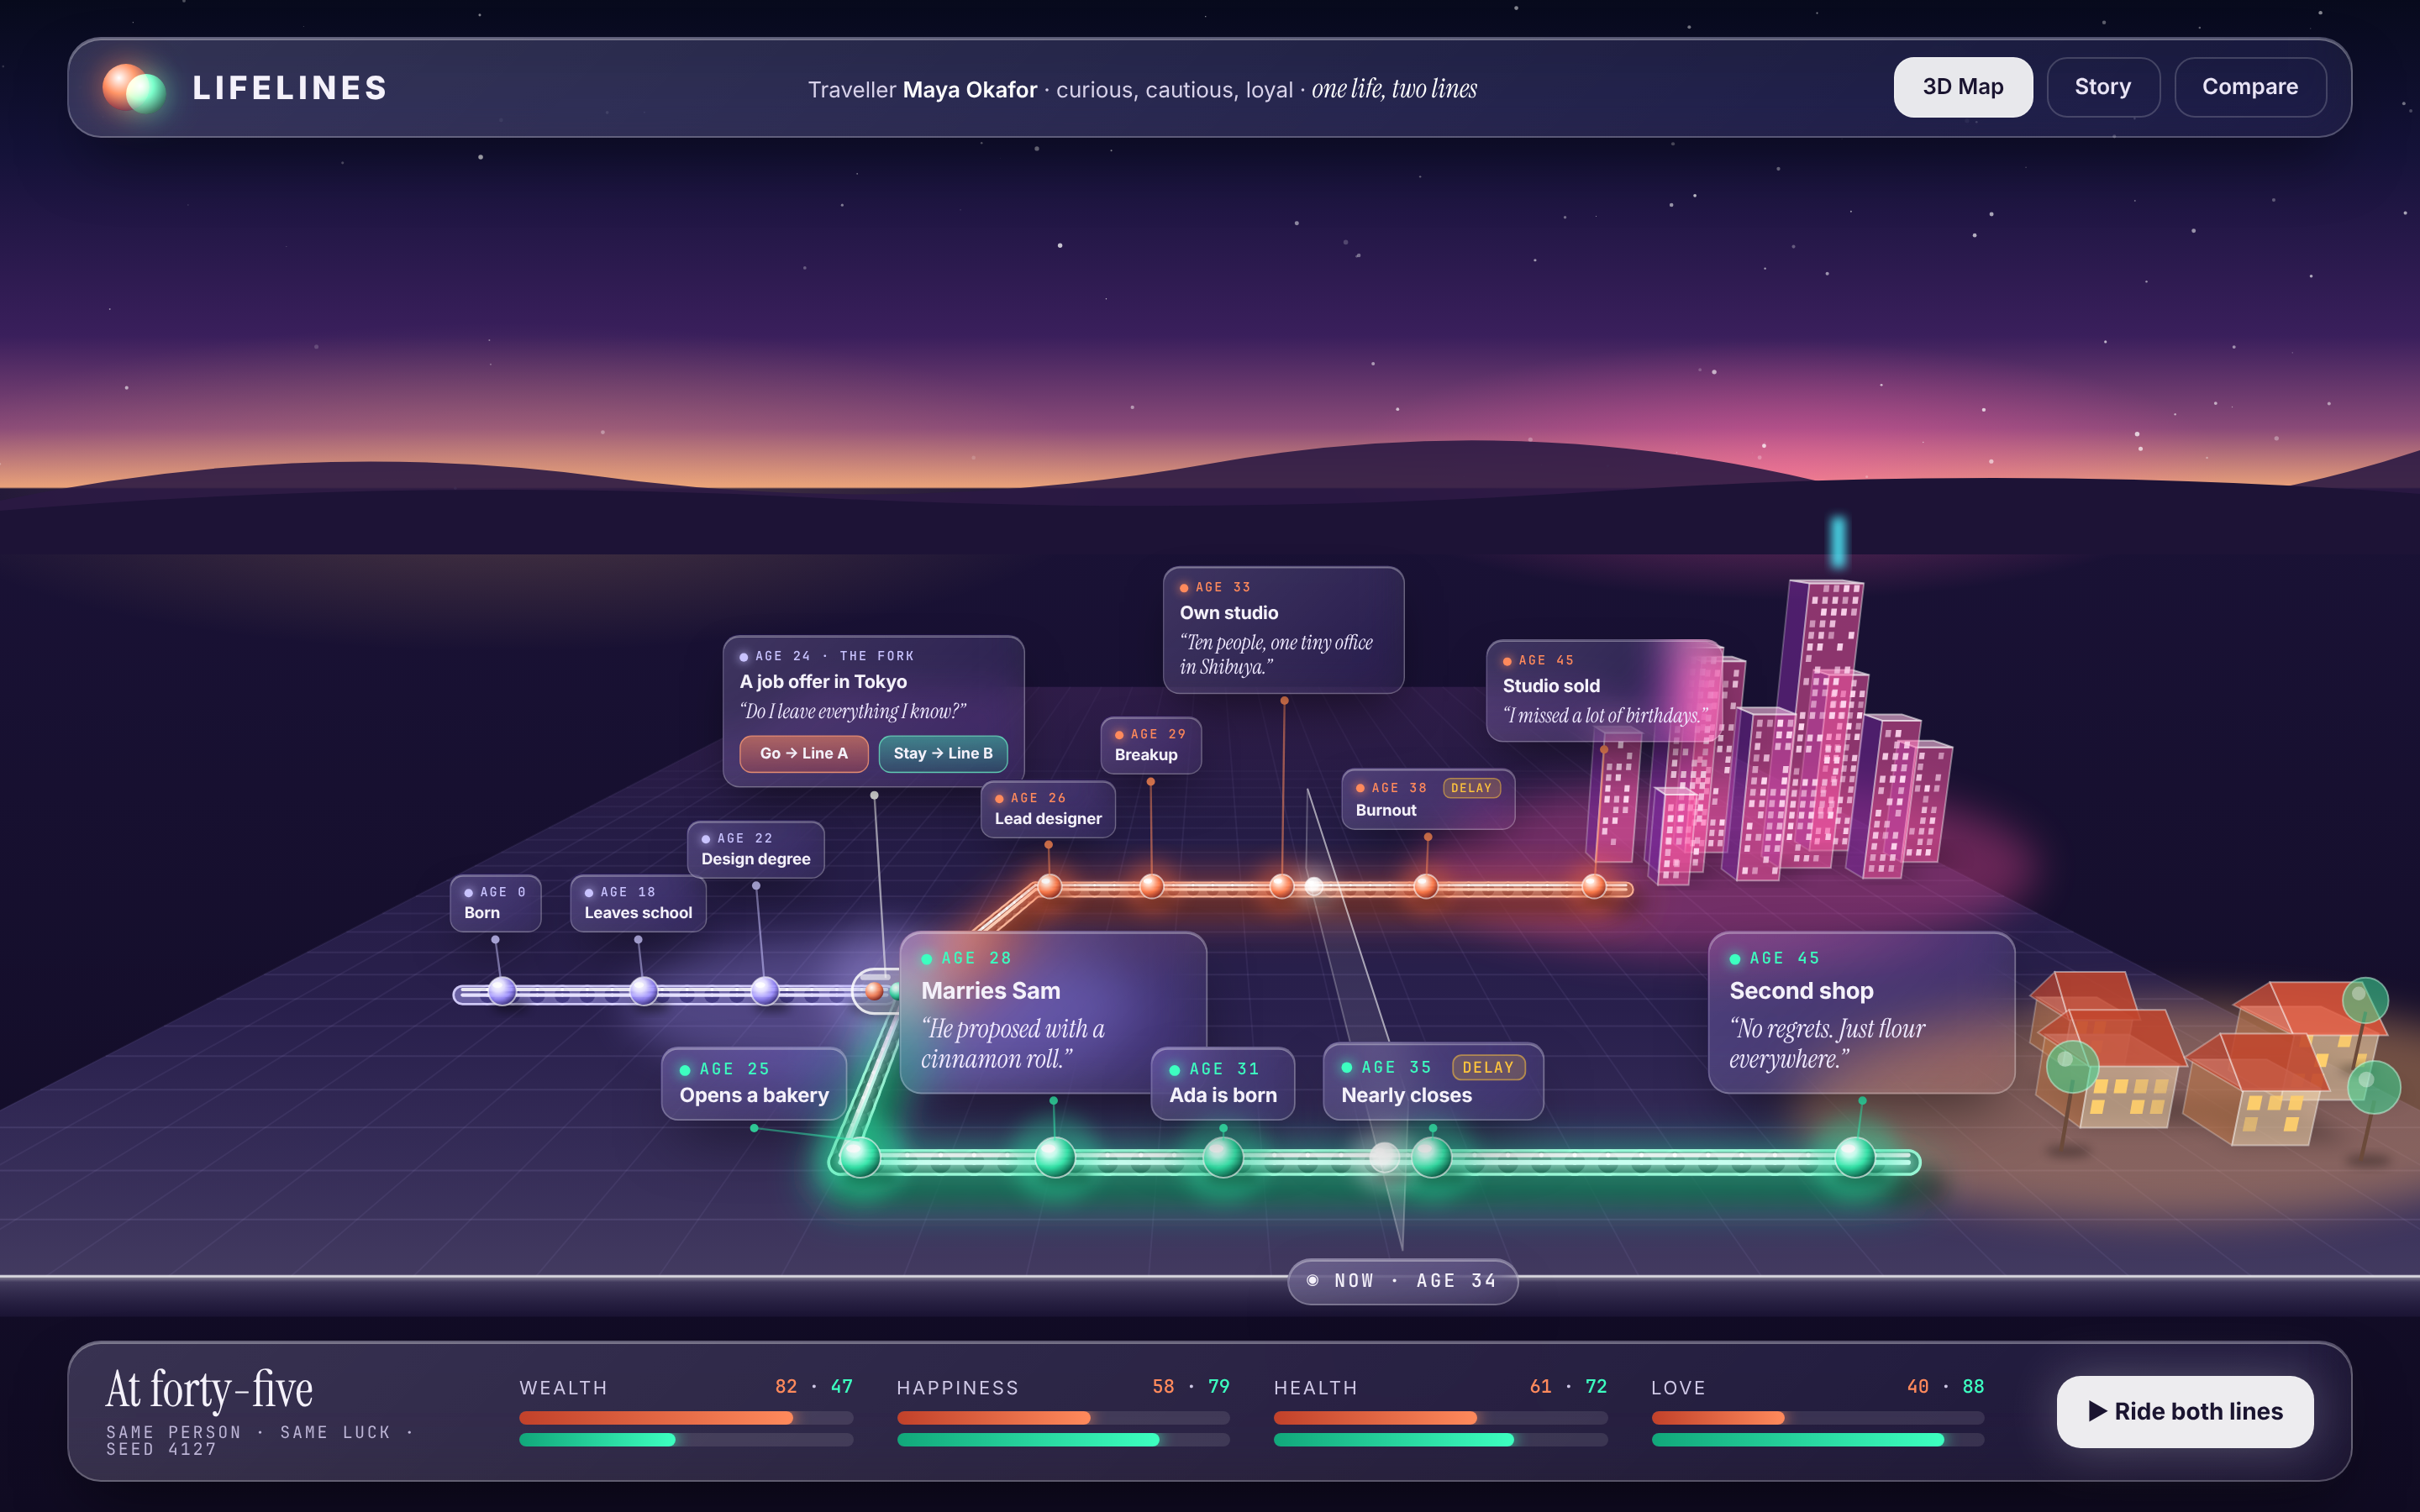 LIFELINES
Traveller Maya Okafor · curious, cautious, loyal · one life, two lines
3D Map
Story
Compare
AGE 33
Own studio
“Ten people, one tiny office
in Shibuya.”
AGE 24 · THE FORK
A job offer in Tokyo
“Do I leave everything I know?”
Go → Line A
Stay → Line B
AGE 45
Studio sold
“I missed a lot of birthdays.”
AGE 29
Breakup
AGE 26
Lead designer
AGE 38 DELAY
Burnout
AGE 22
Design degree
AGE 0
Born
AGE 18
Leaves school
AGE 28
Marries Sam
“He proposed with a
cinnamon roll.”
AGE 45
Second shop
“No regrets. Just flour
everywhere.”
AGE 25
Opens a bakery
AGE 31
Ada is born
AGE 35 DELAY
Nearly closes
NOW · AGE 34
At forty-five
SAME PERSON · SAME LUCK ·
SEED 4127
WEALTH 82 · 47
HAPPINESS 58 · 79
HEALTH 61 · 72
LOVE 40 · 88
▶ Ride both lines